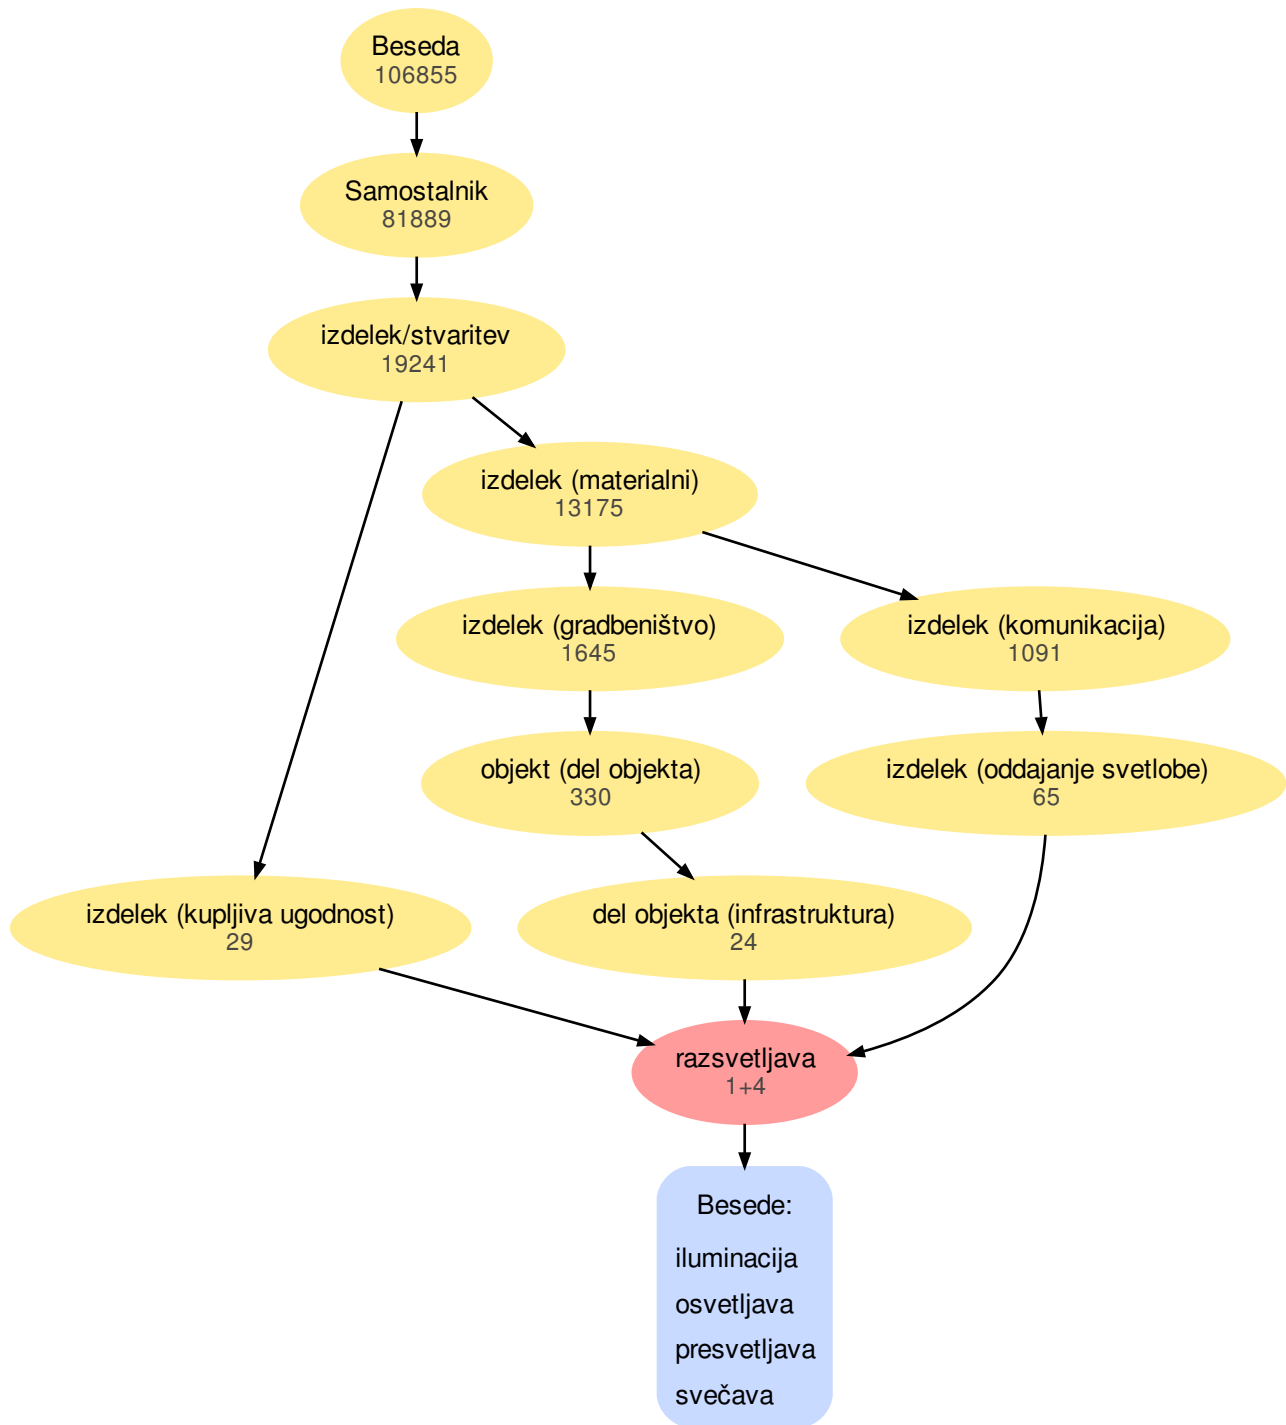 Beseda
106855
Samostalnik
81889
izdelek/stvaritev
19241
izdelek (materialni)
13175
izdelek (gradbeništvo)
1645
izdelek (komunikacija)
1091
objekt (del objekta)
330
izdelek (oddajanje svetlobe)
65
izdelek (kupljiva ugodnost)
29
del objekta (infrastruktura)
24
razsvetljava
1+4
Besede:
iluminacija
osvetljava
presvetljava
svečava